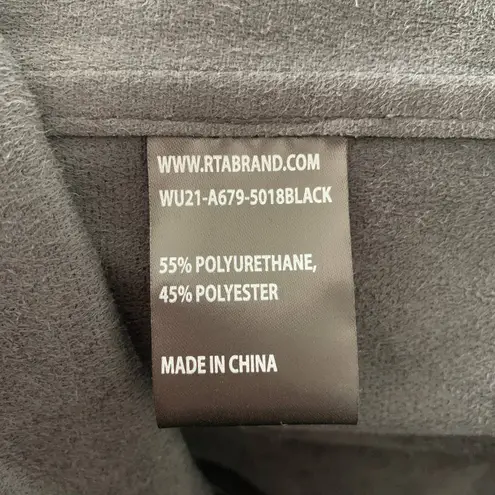 WWW.RTABRAND.COM
WU21-A679-5018BLACK
55% POLYURETHANE,
45% POLYESTER
MADE IN CHINA